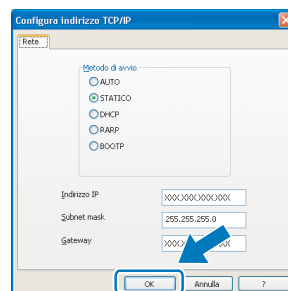 Configura indirizzo TCP/IP
Rete
Metodo di avvio
AUTO
STATICO
DHCP
RARP
BOOTP
Indirizzo IP
XXX.XXX.XXX.XXX
Subnet mask
255.255.255.0
Gateway
OK
Annulla
?